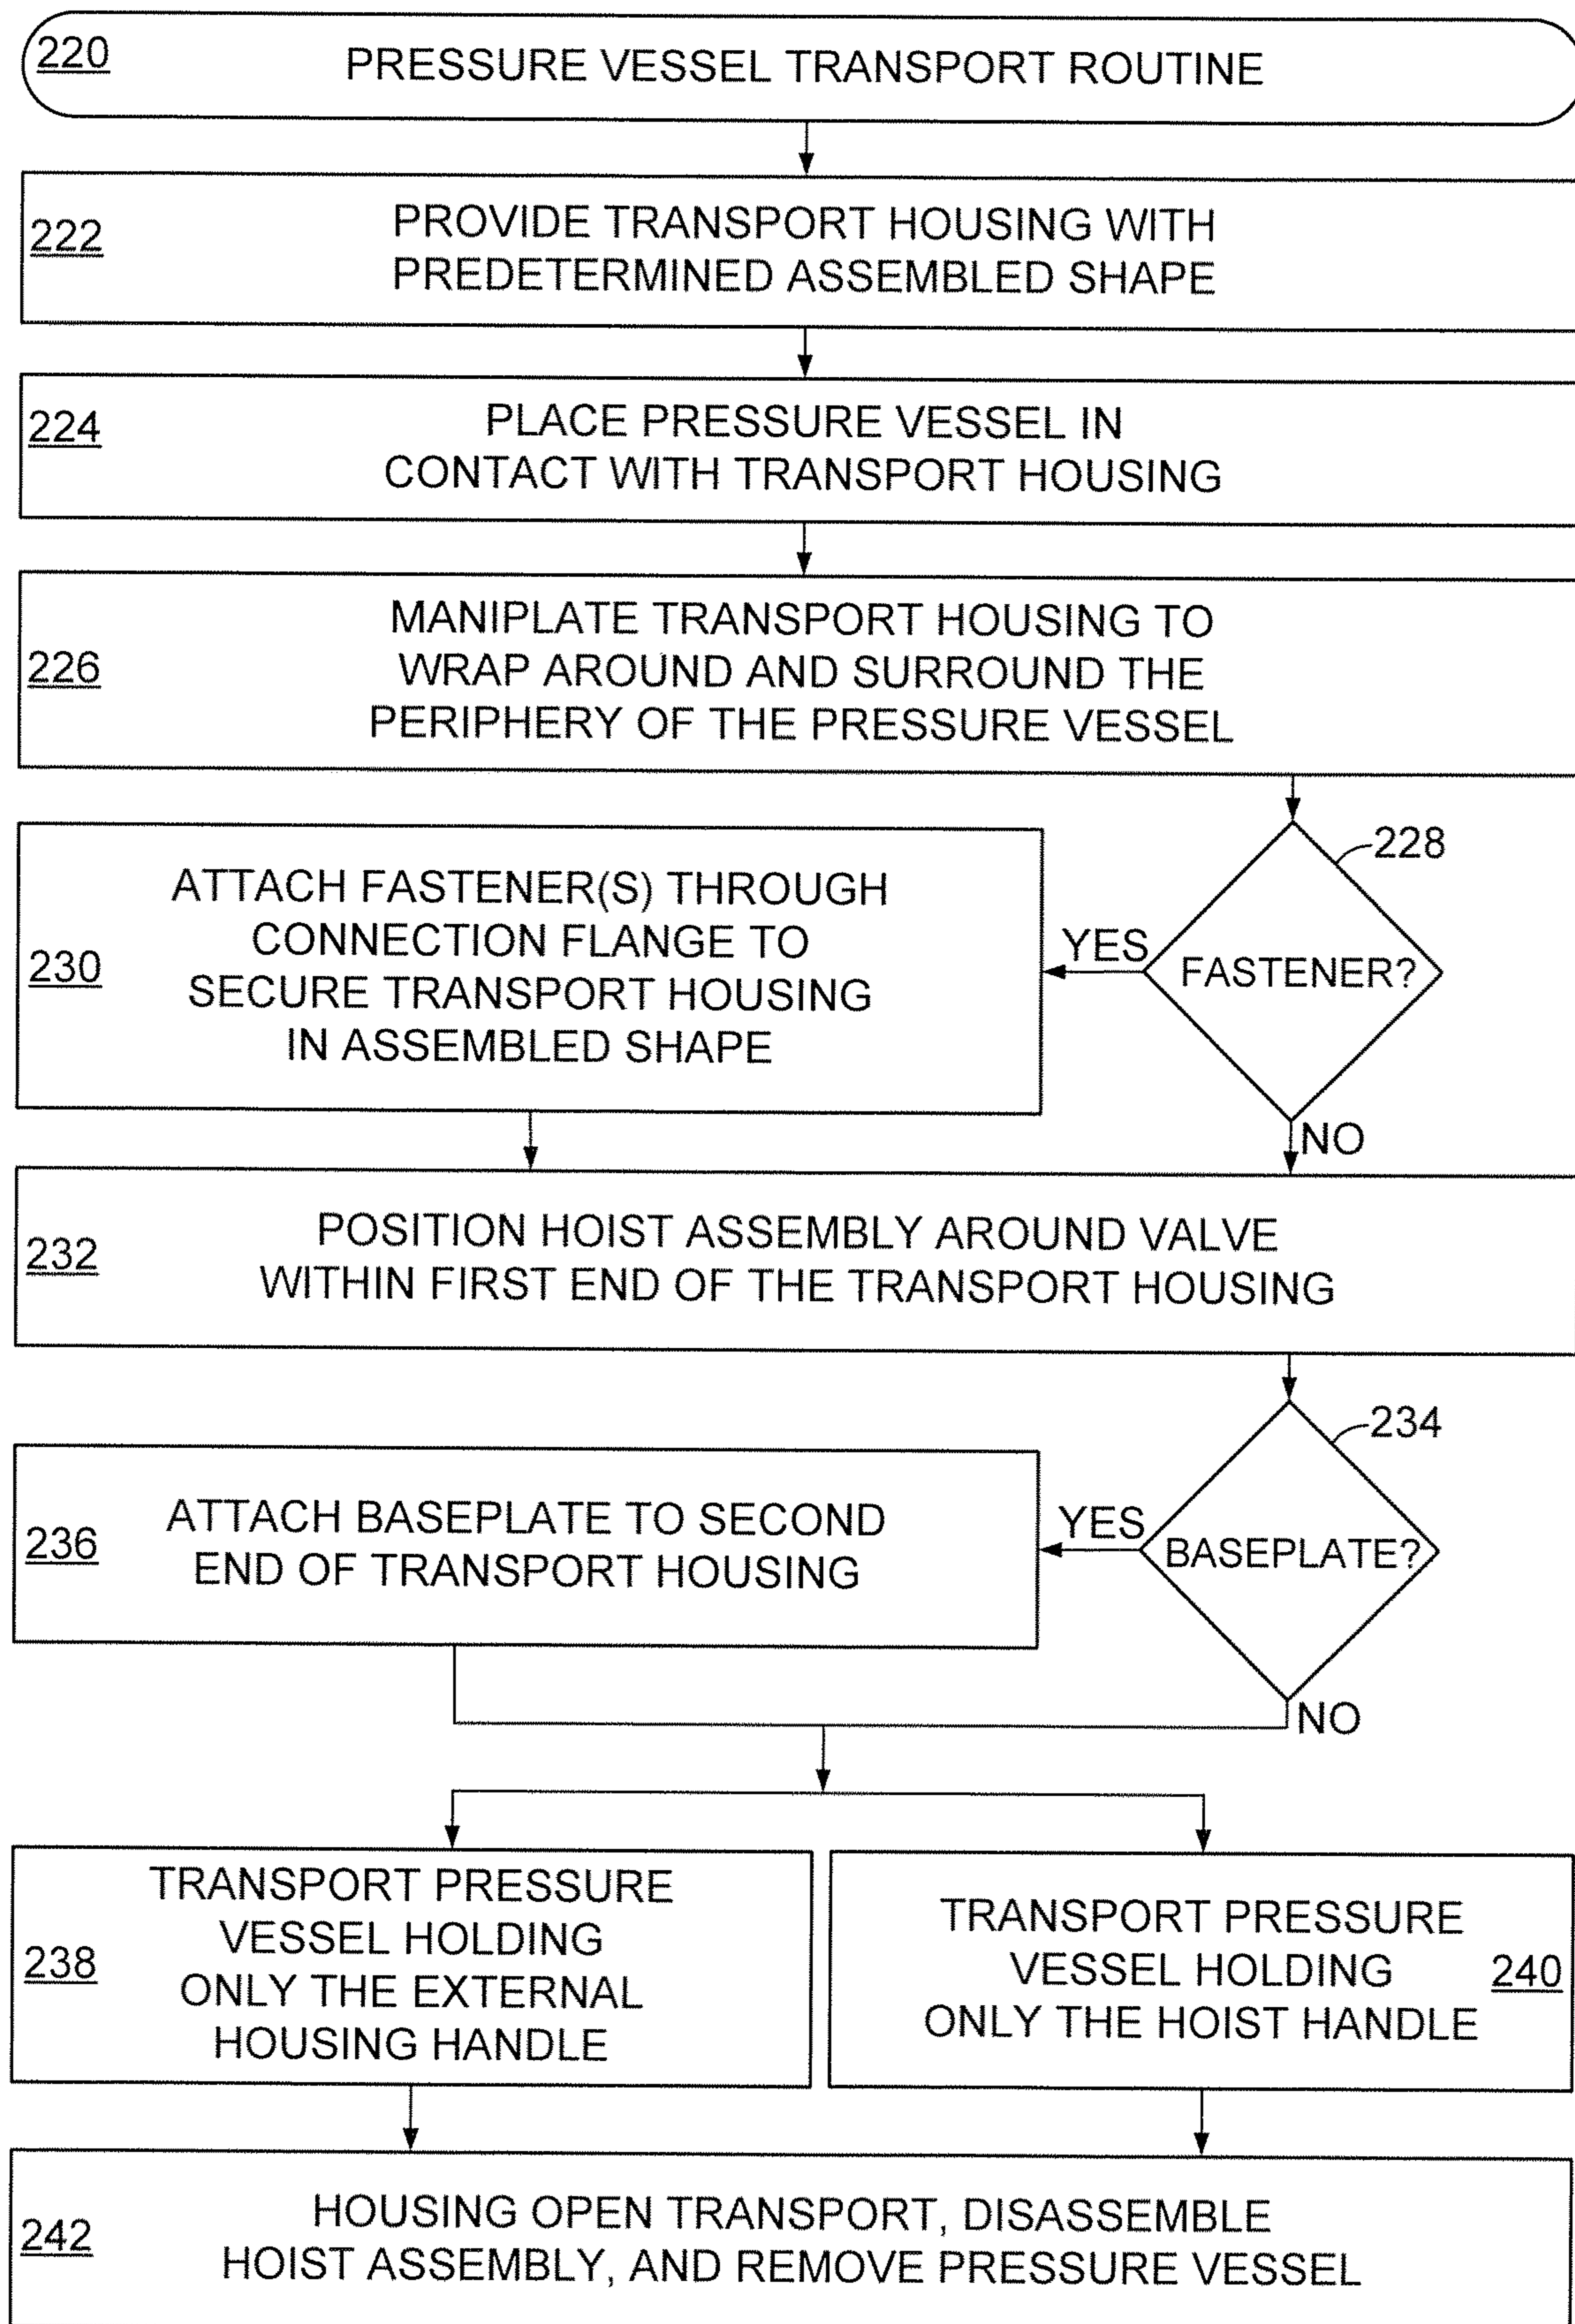 220
PRESSURE VESSEL TRANSPORT ROUTINE
222
PROVIDE TRANSPORT HOUSING WITH
PREDETERMINED ASSEMBLED SHAPE
224
PLACE PRESSURE VESSEL IN
CONTACT WITH TRANSPORT HOUSING
226
MANIPLATE TRANSPORT HOUSING TO
WRAP AROUND AND SURROUND THE
PERIPHERY OF THE PRESSURE VESSEL
228
FASTENER?
YES
NO
230
ATTACH FASTENER(S) THROUGH
CONNECTION FLANGE TO
SECURE TRANSPORT HOUSING
IN ASSEMBLED SHAPE
232
POSITION HOIST ASSEMBLY AROUND VALVE
WITHIN FIRST END OF THE TRANSPORT HOUSING
234
BASEPLATE?
YES
NO
236
ATTACH BASEPLATE TO SECOND
END OF TRANSPORT HOUSING
238
TRANSPORT PRESSURE
VESSEL HOLDING
ONLY THE EXTERNAL
HOUSING HANDLE
TRANSPORT PRESSURE
VESSEL HOLDING
ONLY THE HOIST HANDLE
240
242
HOUSING OPEN TRANSPORT, DISASSEMBLE
HOIST ASSEMBLY, AND REMOVE PRESSURE VESSEL